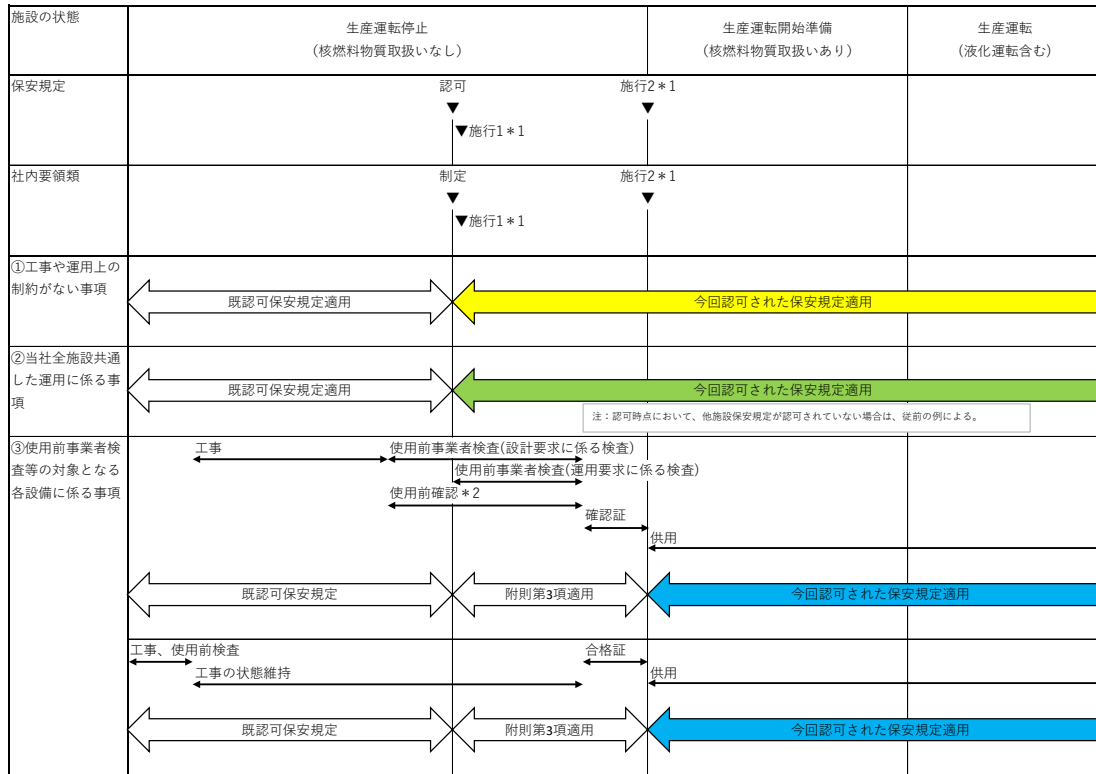 施設の状態
生産運転停止
(核燃料物質取扱いなし)
生産運転開始準備
(核燃料物質取扱いあり)
生産運転
(液化運転含む)
保安規定
認可
▼
▼施行1＊1
施行2＊1
▼
社内要領類
制定
▼
▼施行1＊1
施行2＊1
▼
①工事や運用上の
制約がない事項
既認可保安規定適用
今回認可された保安規定適用
②当社全施設共通
した運用に係る事
項
既認可保安規定適用
今回認可された保安規定適用
注：認可時点において、他施設保安規定が認可されていない場合は、従前の例による。
③使用前事業者検
査等の対象となる
各設備に係る事項
工事
使用前事業者検査(設計要求に係る検査)
使用前事業者検査(運用要求に係る検査)
使用前確認＊2
確認証
供用
既認可保安規定
附則第3項適用
今回認可された保安規定適用
工事、使用前検査
工事の状態維持
合格証
供用
既認可保安規定
附則第3項適用
今回認可された保安規定適用